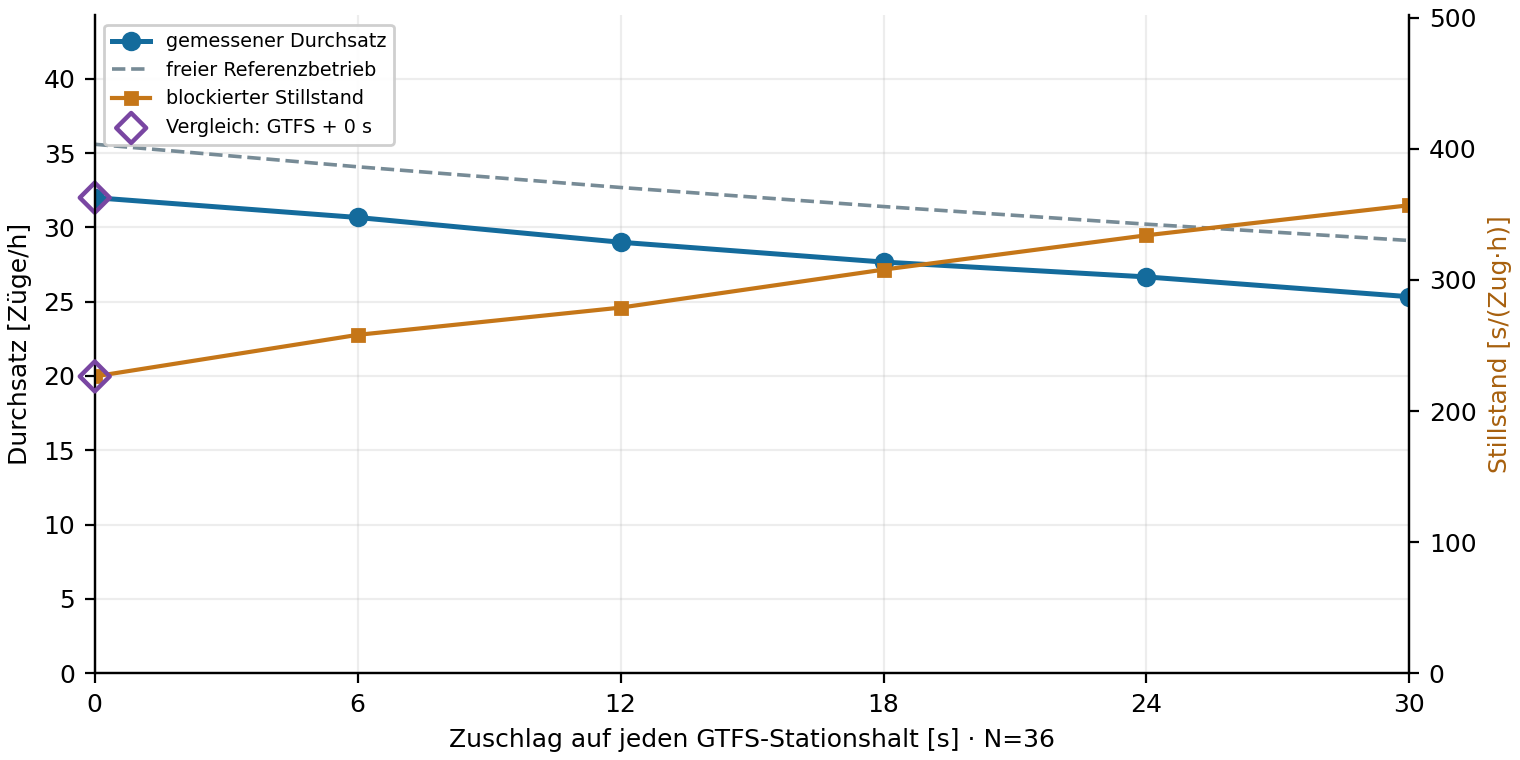 gemessener Durchsatz
freier Referenzbetrieb
blockierter Stillstand
Vergleich: GTFS + 0 s
Durchsatz [Züge/h]
40
35
30
25
20
15
10
5
0
500
400
300
200
100
0
Stillstand [s/(Zug·h)]
0 6 12 18 24 30
Zuschlag auf jeden GTFS-Stationshalt [s] · N=36